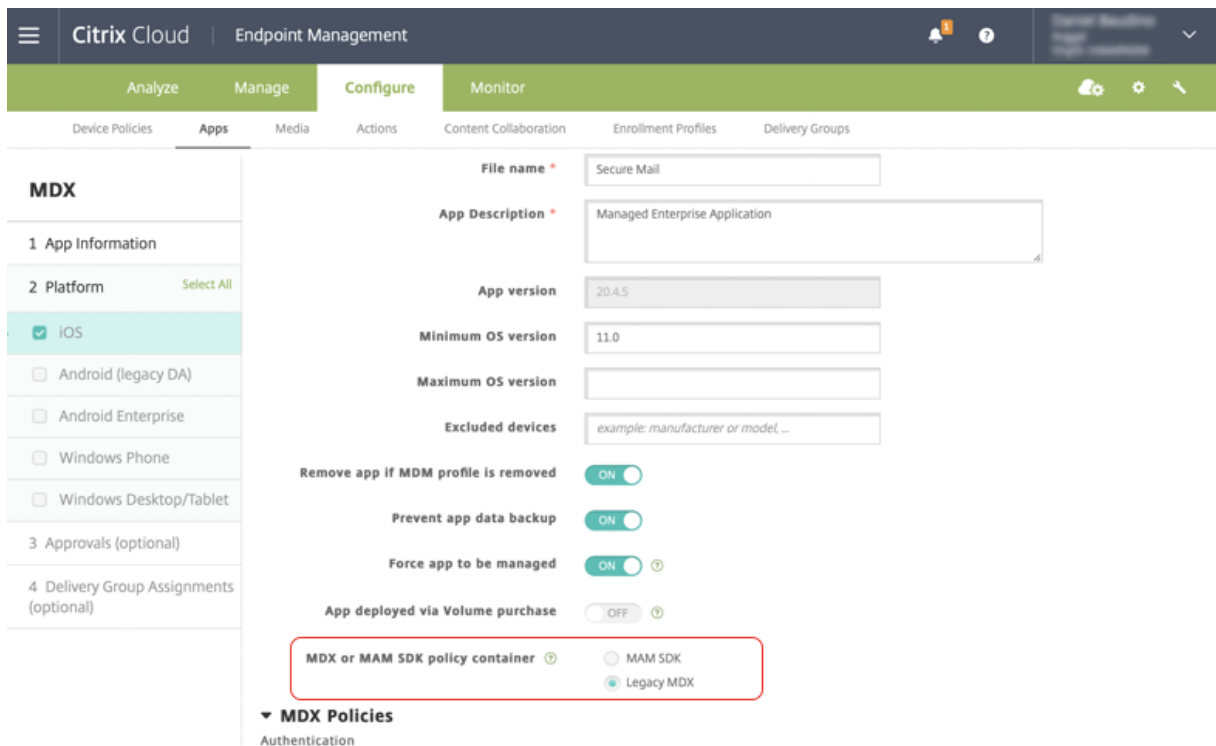 Citrix Cloud | Endpoint Management
1
?
Analyze Manage Configure Monitor
Device Policies Apps Media Actions Content Collaboration Enrollment Profiles Delivery Groups
MDX
1 App Information
2 Platform Select All
iOS
Android (legacy DA)
Android Enterprise
Windows Phone
Windows Desktop/Tablet
3 Approvals (optional)
4 Delivery Group Assignments
(optional)
File name * Secure Mail
App Description * Managed Enterprise Application
App version 20.4.5
Minimum OS version 11.0
Maximum OS version
Excluded devices example: manufacturer or model, ...
Remove app if MDM profile is removed ON
Prevent app data backup ON
Force app to be managed ON ?
App deployed via Volume purchase OFF ?
MDX or MAM SDK policy container ? MAM SDK
Legacy MDX
MDX Policies
Authentication